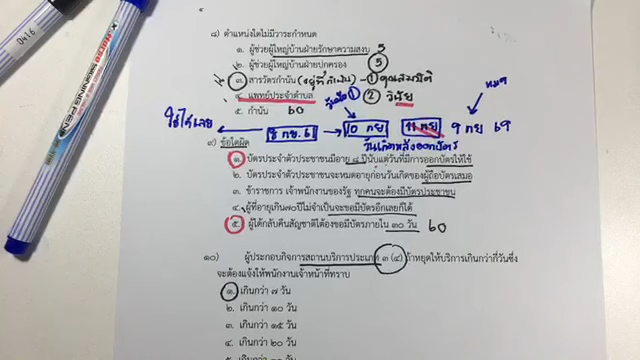 ๘) ตำแหน่งใดไม่มีวาระกำหนด
๑. ผู้ช่วยผู้ใหญ่บ้านฝ่ายรักษาความสงบ 5
๒. ผู้ช่วยผู้ใหญ่บ้านฝ่ายปกครอง 5
๓. สารวัตรกำนัน (อยู่ที่กำนัน) - ① คุณสมบัติ
๔. แพทย์ประจำตำบล ② วินัย
๕. กำนัน ๖๐
หมด
ใช้ได้เลย
8 ก.ย. 61 10 กย 11 กย 9 กย 69
วันเกิดหลังออกบัตร
๙) ข้อใดผิด
๑. บัตรประจำตัวประชาชนมีอายุ ๘ ปีนับแต่วันที่มีการออกบัตรให้ใช้
๒. บัตรประจำตัวประชาชนจะหมดอายุก่อนวันเกิดของผู้ถือบัตรเสมอ
๓. ข้าราชการ เจ้าพนักงานของรัฐ ทุกคนจะต้องมีบัตรประชาชน
๔. ผู้ที่อายุเกิน๗๐ปีไม่จำเป็นจะขอมีบัตรอีกเลยก็ได้
๕. ผู้ได้กลับคืนสัญชาติได้องขอมีบัตรภายใน ๓๐ วัน ๖๐
๑๐) ผู้ประกอบกิจการสถานบริการประเภท ๓ (๔) ถ้าหยุดให้บริการเกินกว่ากี่วันซึ่ง
จะต้องแจ้งให้พนักงานเจ้าหน้าที่ทราบ
๑. เกินกว่า ๗ วัน
๒. เกินกว่า ๑๐ วัน
๓. เกินกว่า ๑๕ วัน
๔. เกินกว่า ๒๐ วัน
0416